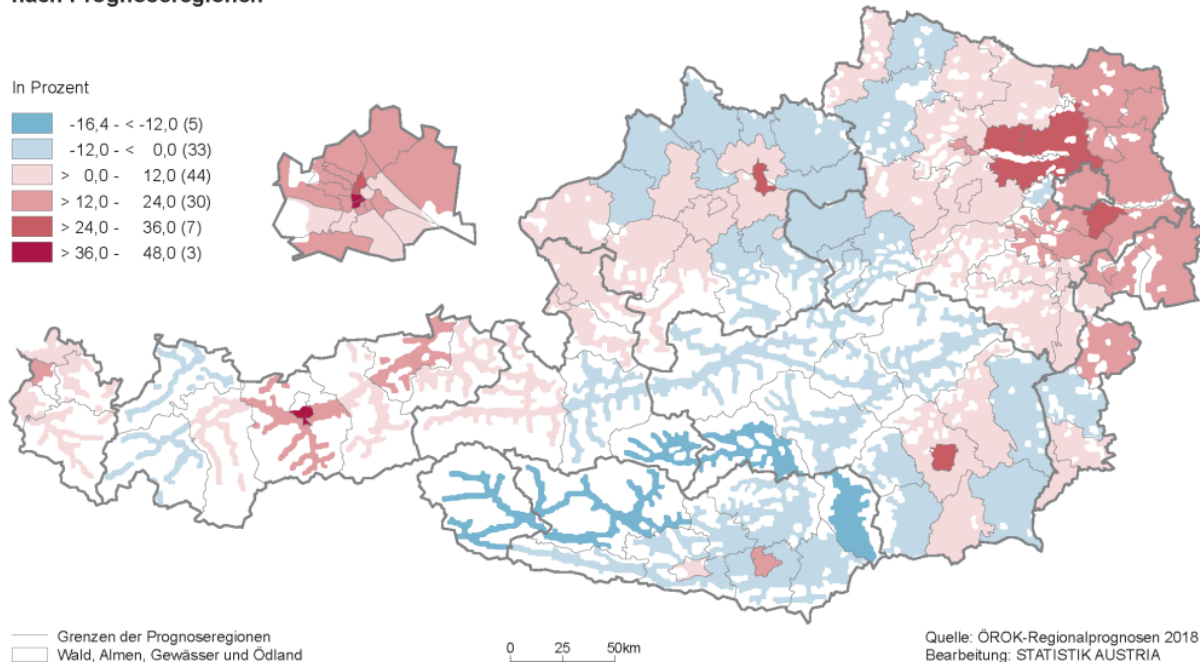 nach Prognoseregionen
In Prozent
-16,4 - < -12,0 (5)
-12,0 - < 0,0 (33)
> 0,0 - 12,0 (44)
> 12,0 - 24,0 (30)
> 24,0 - 36,0 (7)
> 36,0 - 48,0 (3)
Grenzen der Prognoseregionen
Wald, Almen, Gewässer und Ödland
0 25 50km
Quelle: ÖROK-Regionalprognosen 2018
Bearbeitung: STATISTIK AUSTRIA